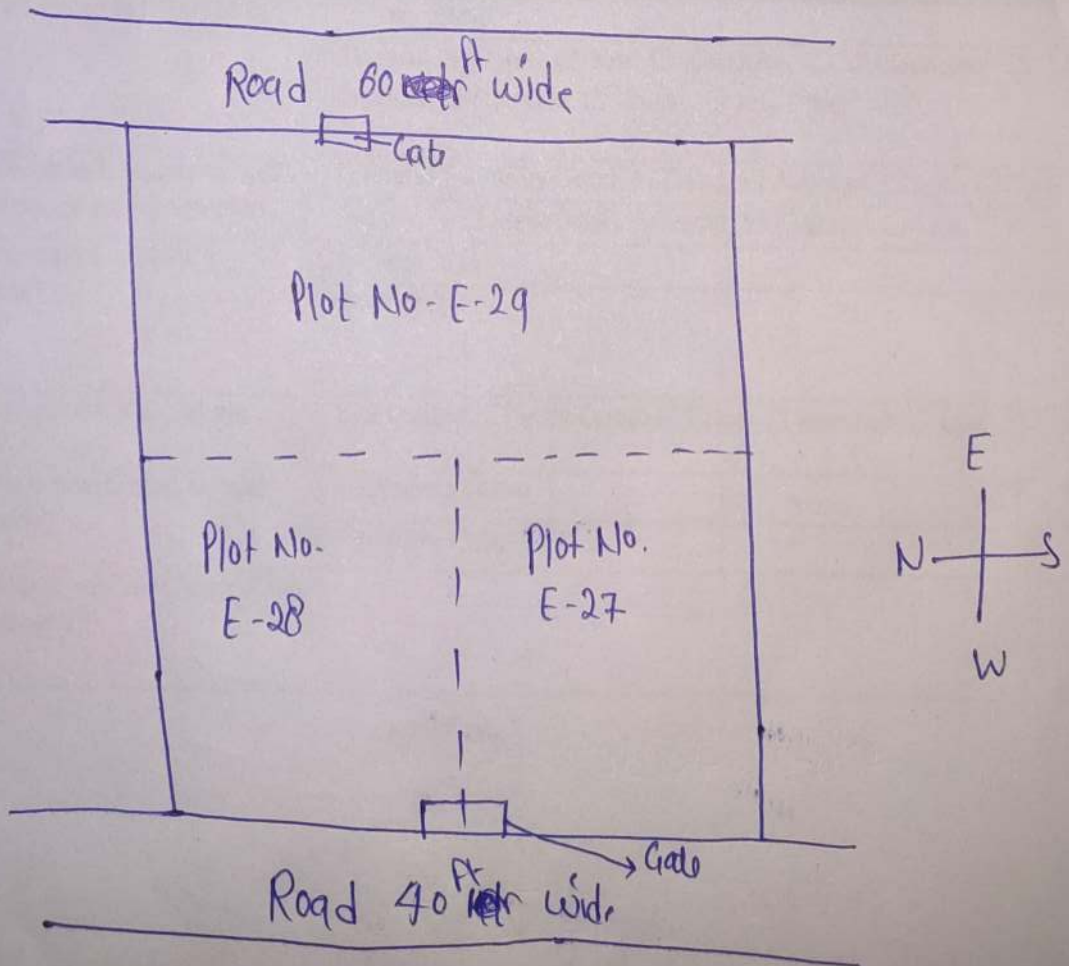 Road 60 ft wide
Gate
Plot No- E-29
Plot No.
E-28
Plot No.
E-27
E
N S
W
Gate
Road 40 ft wide